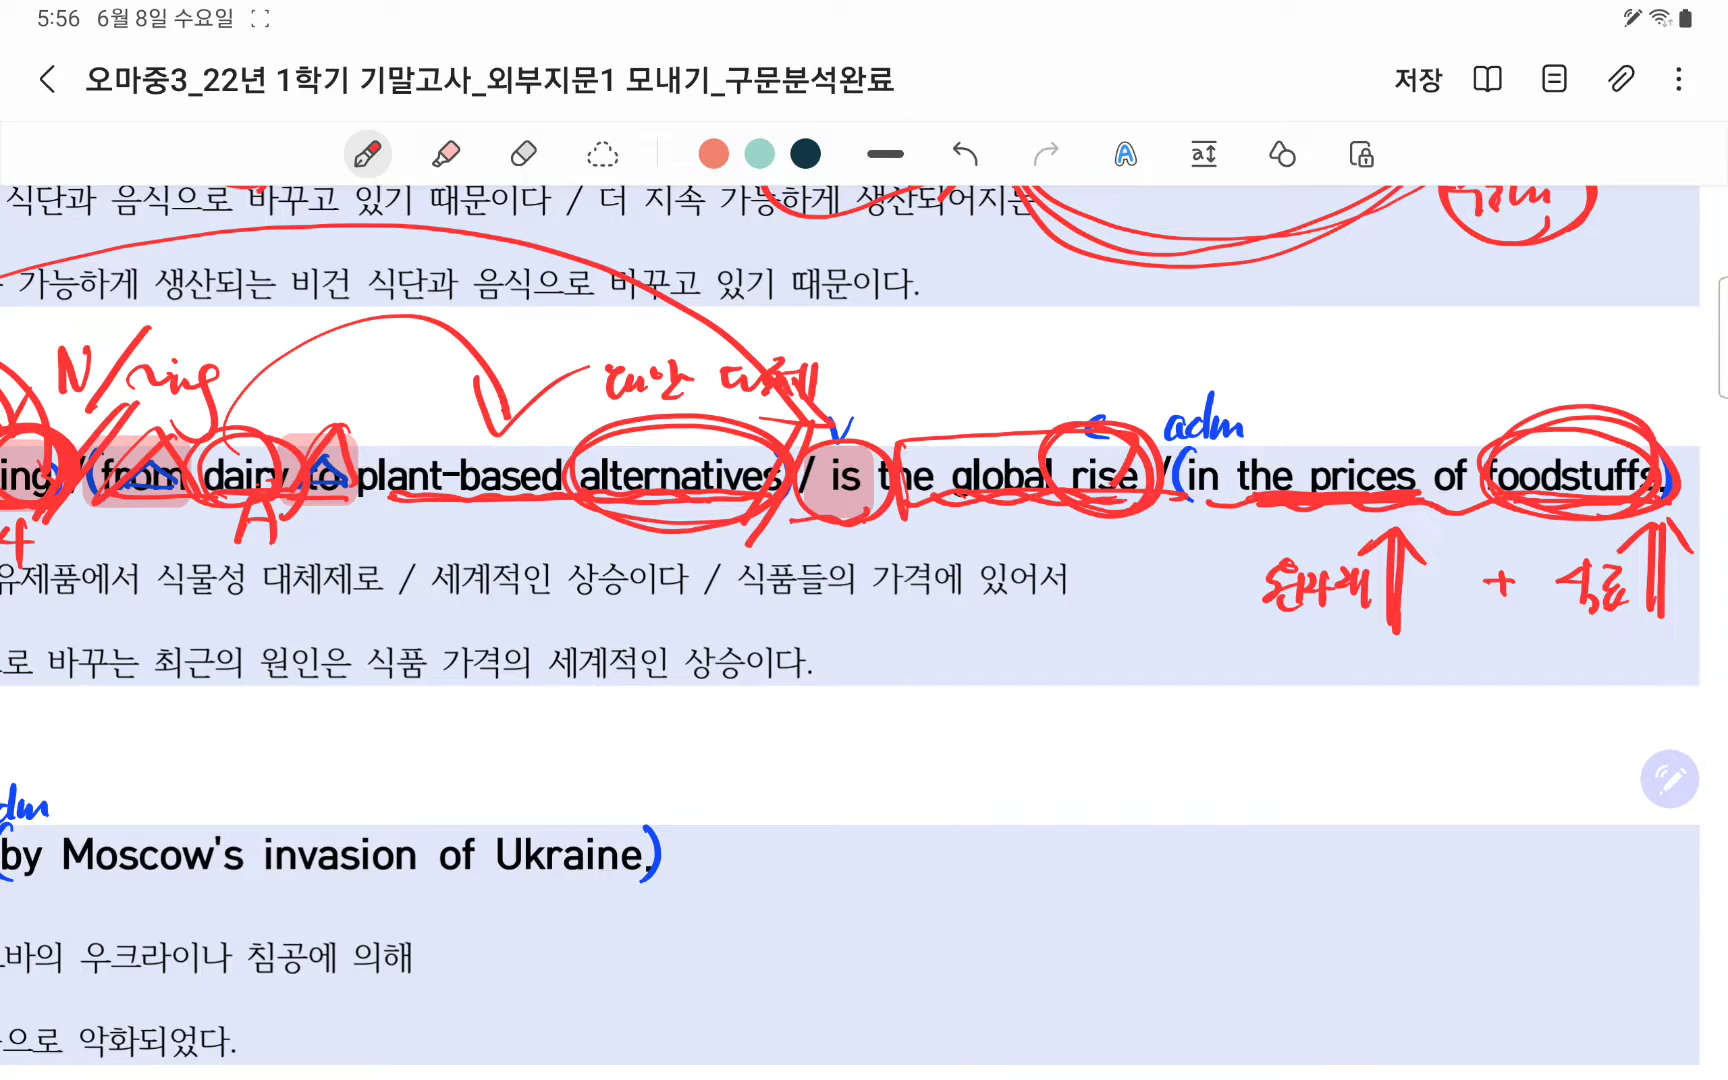 5:56 6월 8일 수요일
오마중3_22년 1학기 기말고사_외부지문1 모내기_구문분석완료
저장
식단과 음식으로 바꾸고 있기 때문이다 / 더 지속 가능하게 생산되어지는
가능하게 생산되는 비건 식단과 음식으로 바꾸고 있기 때문이다.
N/~ing
대안 대체
adm
ing / (from dairy to plant-based alternatives) / is the global rise / (in the prices of foodstuffs.)
A
유제품에서 식물성 대체제로 / 세계적인 상승이다 / 식품들의 가격에 있어서
원자재 + 식료
로 바꾸는 최근의 원인은 식품 가격의 세계적인 상승이다.
(by Moscow's invasion of Ukraine.)
바의 우크라이나 침공에 의해
으로 악화되었다.